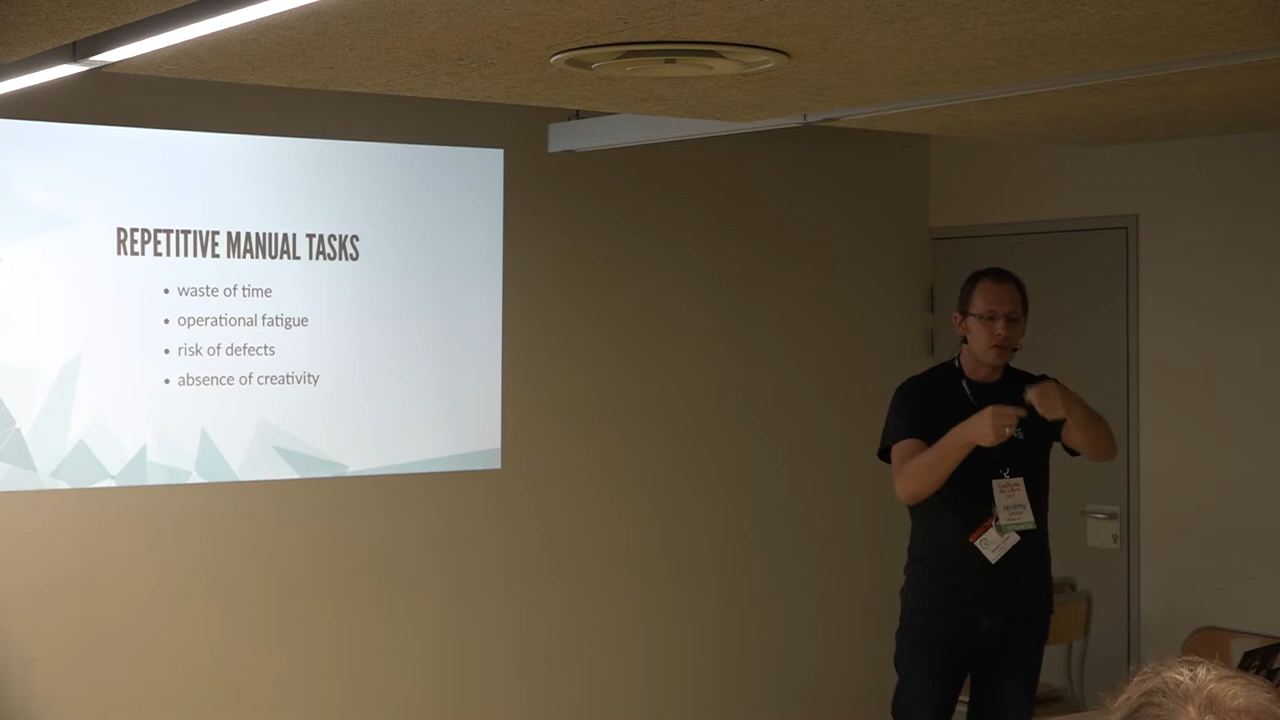 REPETITIVE MANUAL TASKS
• waste of time
• operational fatigue
• risk of defects
• absence of creativity